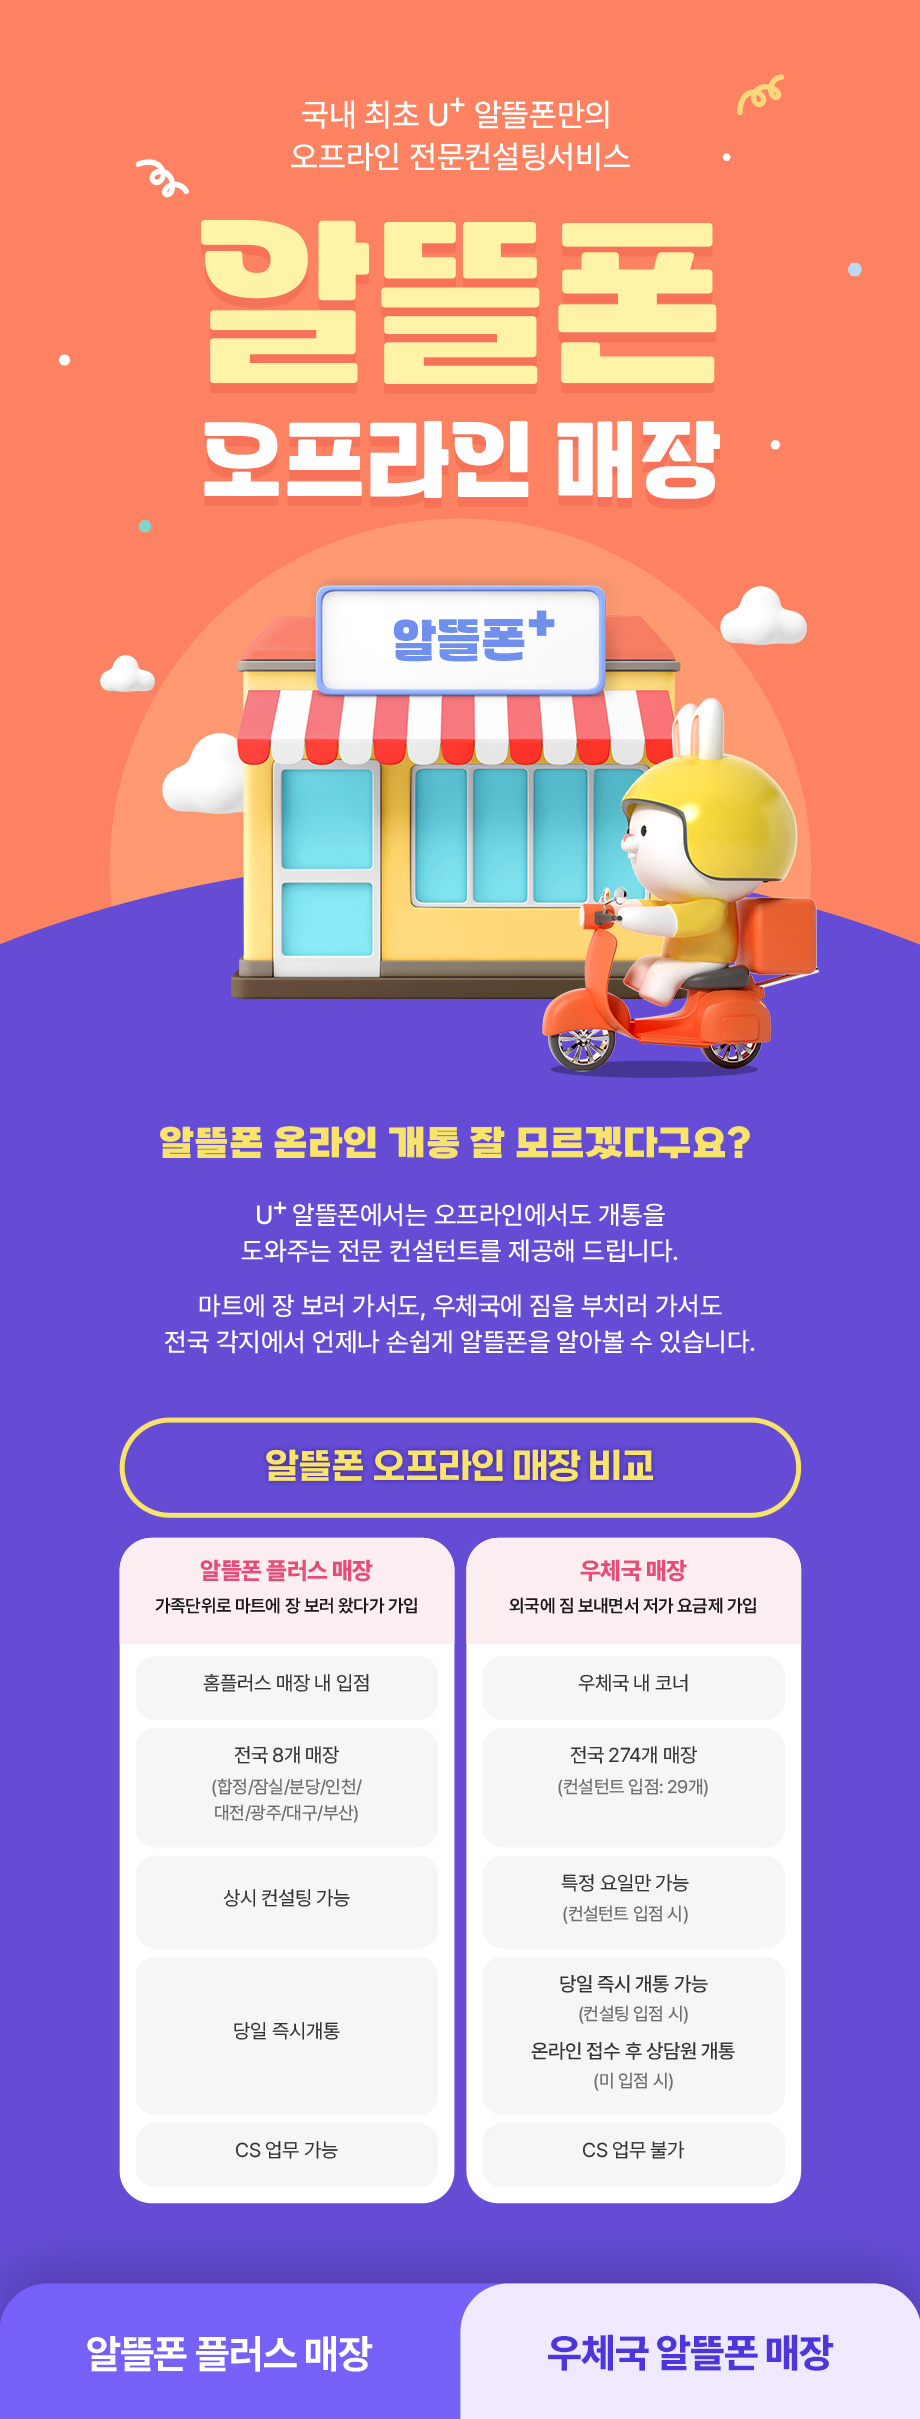 국내 최초 U+ 알뜰폰만의
오프라인 전문컨설팅서비스
알뜰폰
오프라인 매장
알뜰폰+
알뜰폰 온라인 개통 잘 모르겠다구요?
U+ 알뜰폰에서는 오프라인에서도 개통을
도와주는 전문 컨설턴트를 제공해 드립니다.
마트에 장 보러 가서도, 우체국에 짐을 부치러 가서도
전국 각지에서 언제나 손쉽게 알뜰폰을 알아볼 수 있습니다.
알뜰폰 오프라인 매장 비교
알뜰폰 플러스 매장
가족단위로 마트에 장 보러 왔다가 가입
홈플러스 매장 내 입점
전국 8개 매장
(합정/잠실/분당/인천/
대전/광주/대구/부산)
상시 컨설팅 가능
당일 즉시개통
CS 업무 가능
우체국 매장
외국에 짐 보내면서 저가 요금제 가입
우체국 내 코너
전국 274개 매장
(컨설턴트 입점: 29개)
특정 요일만 가능
(컨설턴트 입점 시)
당일 즉시 개통 가능
(컨설팅 입점 시)
온라인 접수 후 상담원 개통
(미 입점 시)
CS 업무 불가
알뜰폰 플러스 매장
우체국 알뜰폰 매장